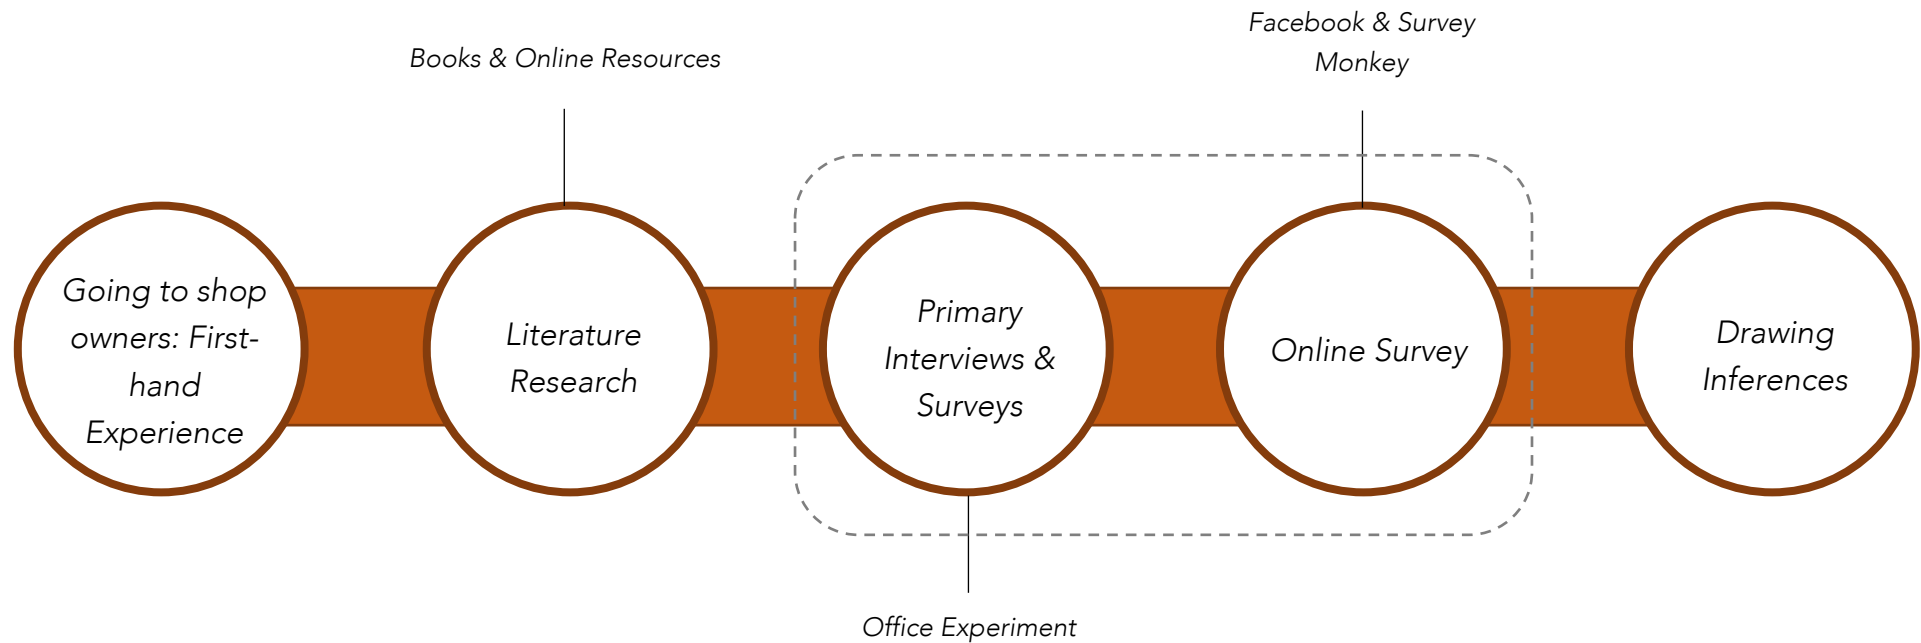 Facebook & Survey
Monkey
Books & Online Resources
Going to shop
owners: First-
hand
Experience
Literature
Research
Primary
Interviews &
Surveys
Online Survey
Drawing
Inferences
Office Experiment